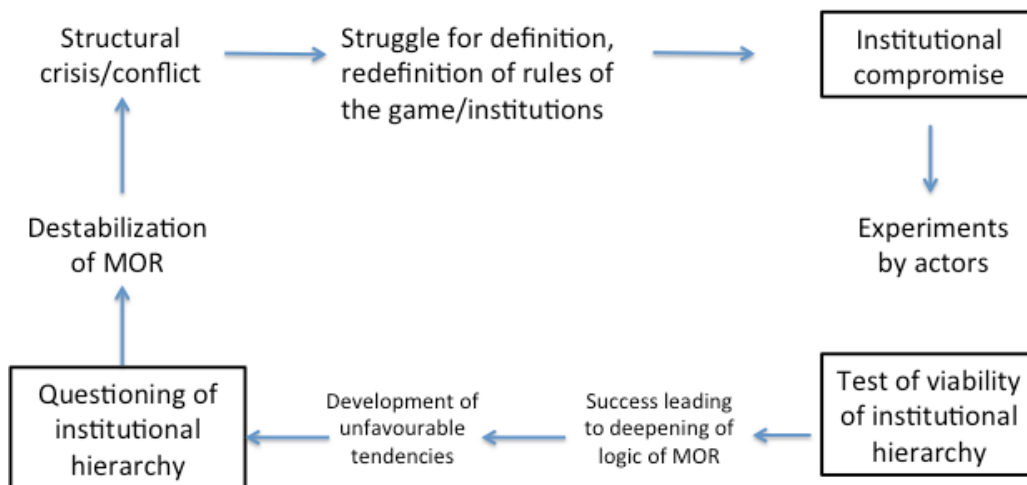 Structural
crisis/conflict
Struggle for definition,
redefinition of rules of
the game/institutions
Institutional
compromise
Experiments
by actors
Test of viability
of institutional
hierarchy
Success leading
to deepening of
logic of MOR
Development of
unfavourable
tendencies
Questioning of
institutional
hierarchy
Destabilization
of MOR